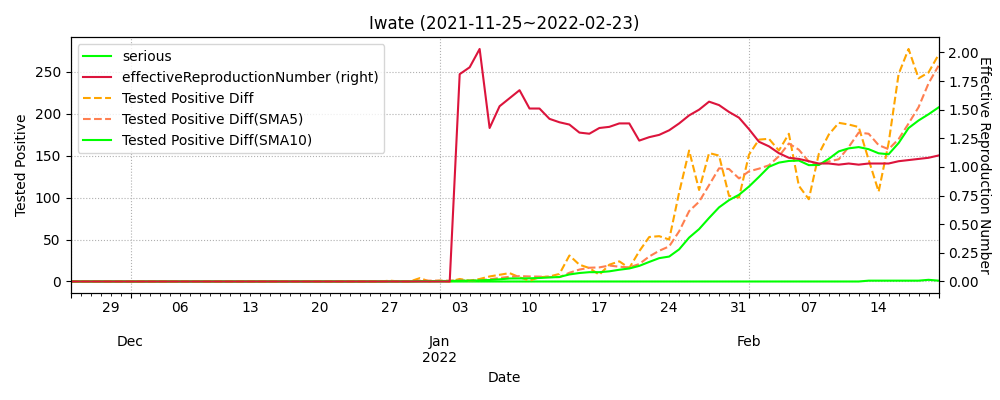 Iwate (2021-11-25~2022-02-23)
serious
effectiveReproductionNumber (right)
Tested Positive Diff
Tested Positive Diff(SMA5)
Tested Positive Diff(SMA10)
Tested Positive
250
200
150
100
50
0
2.00
1.75
1.50
1.25
1.00
0.75
0.50
0.25
0.00
Effective Reproduction Number
29 06 13 20 27 03 10 17 24 31 07 14
Dec Jan Feb
2022
Date